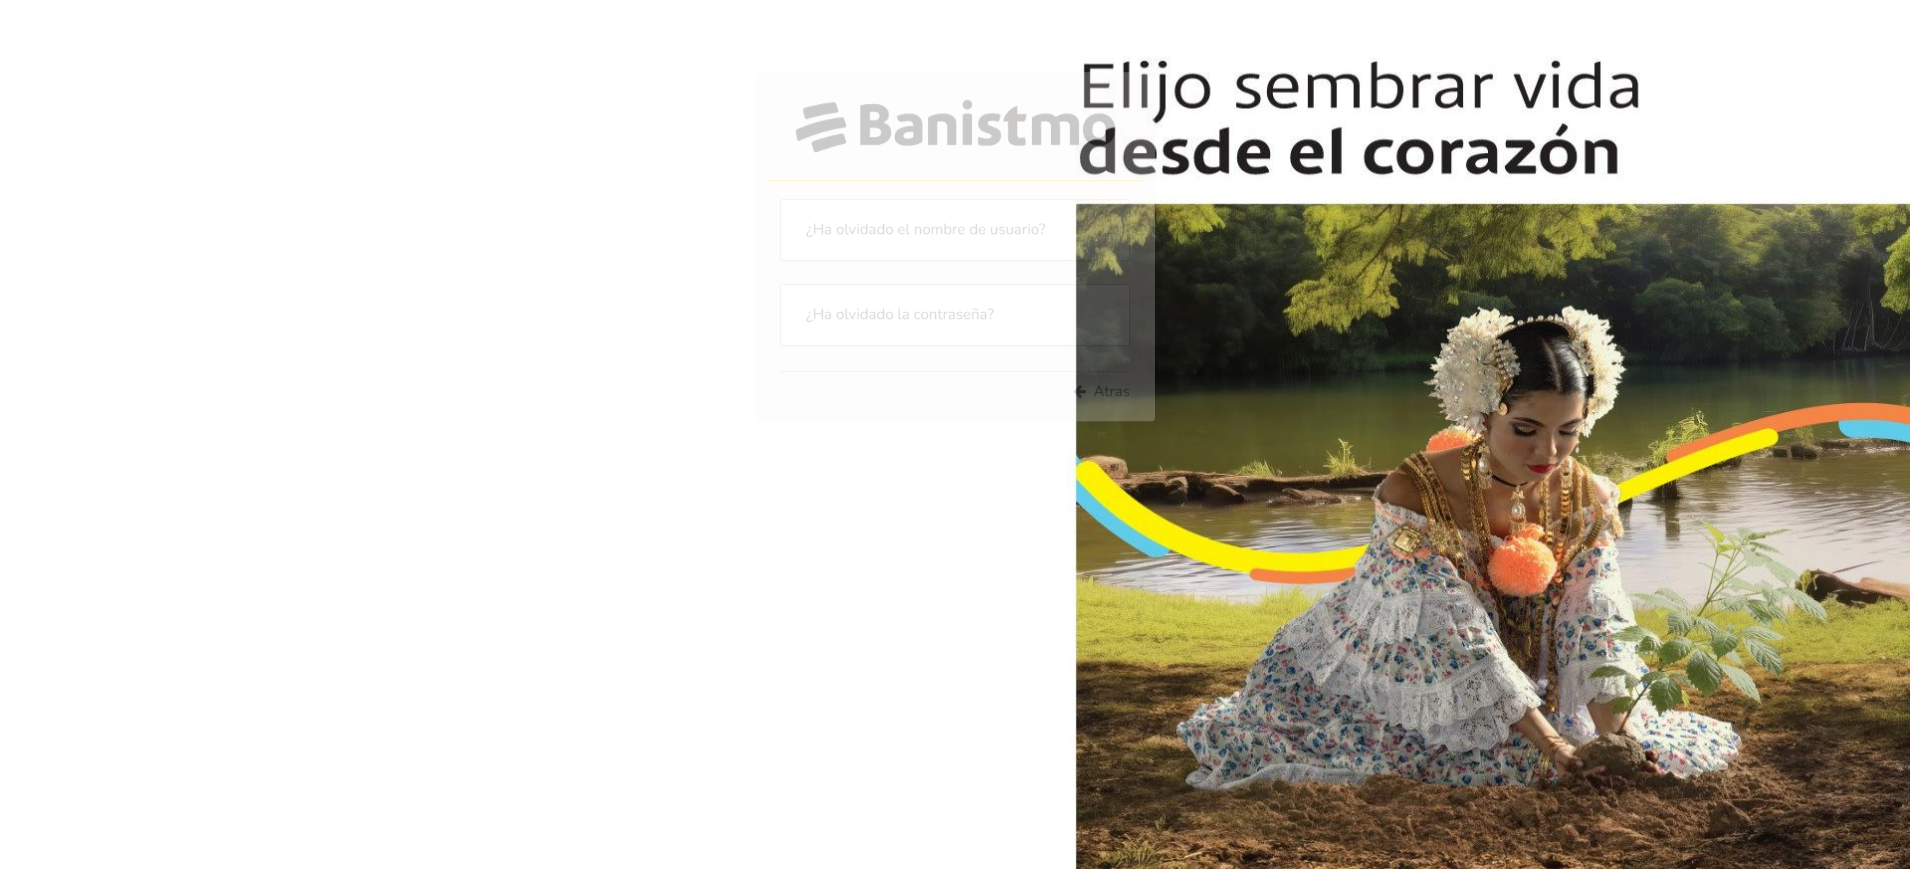 Elijo sembrar vida
desde el corazón
Banistmo
¿Ha olvidado el nombre de usuario?
¿Ha olvidado la contraseña?
Atras